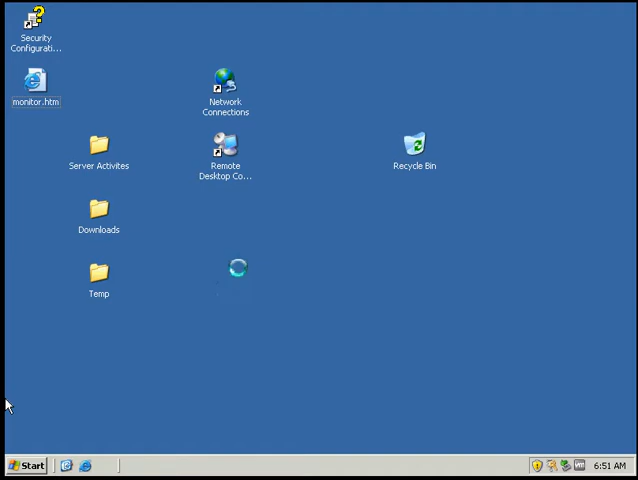 Security
Configurati...
monitor.htm
Network
Connections
Server Activites
Remote
Desktop Co...
Recycle Bin
Downloads
Temp
Start
vm
6:51 AM